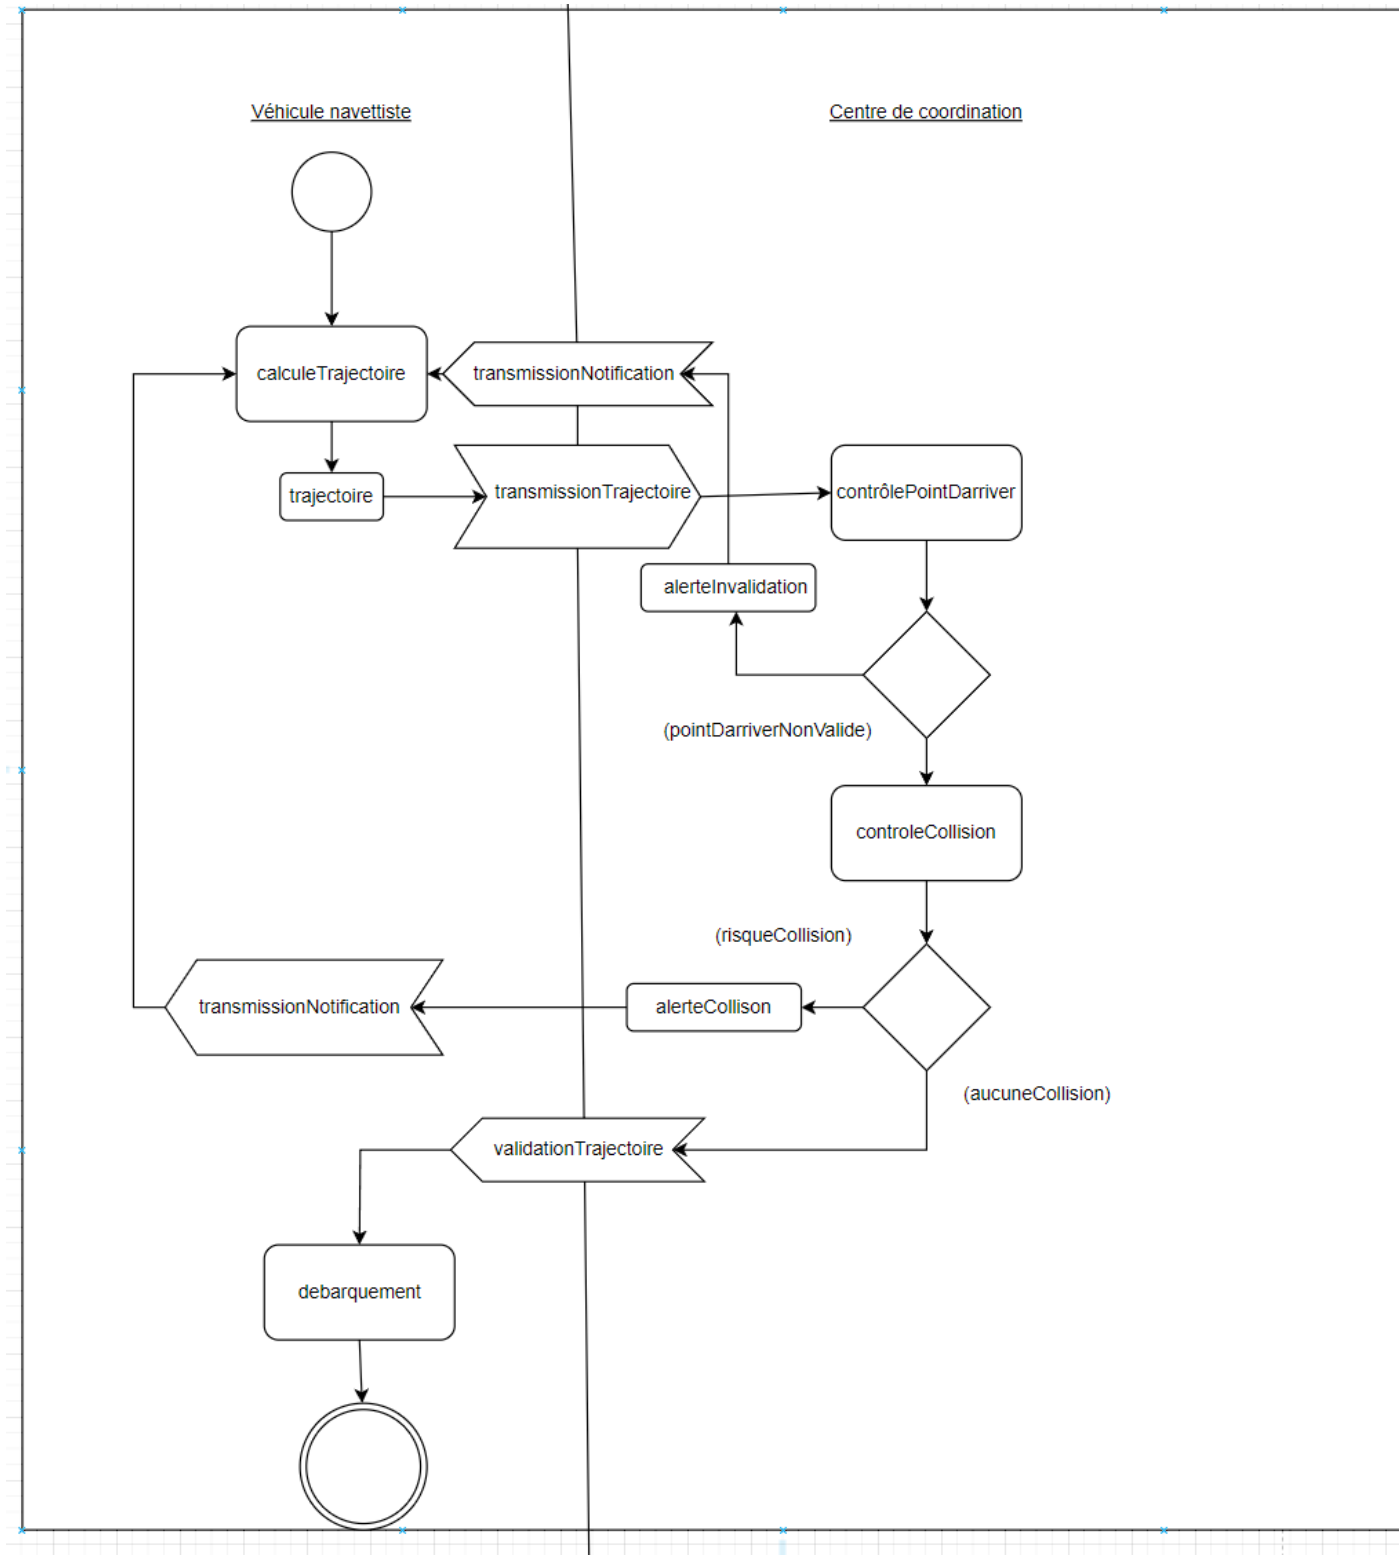 Véhicule navettiste
Centre de coordination
calculeTrajectoire
transmissionNotification
trajectoire
transmissionTrajectoire
contrôlePointDarriver
alerteInvalidation
(pointDarriverNonValide)
controleCollision
(risqueCollision)
transmissionNotification
alerteCollison
(aucuneCollision)
validationTrajectoire
debarquement